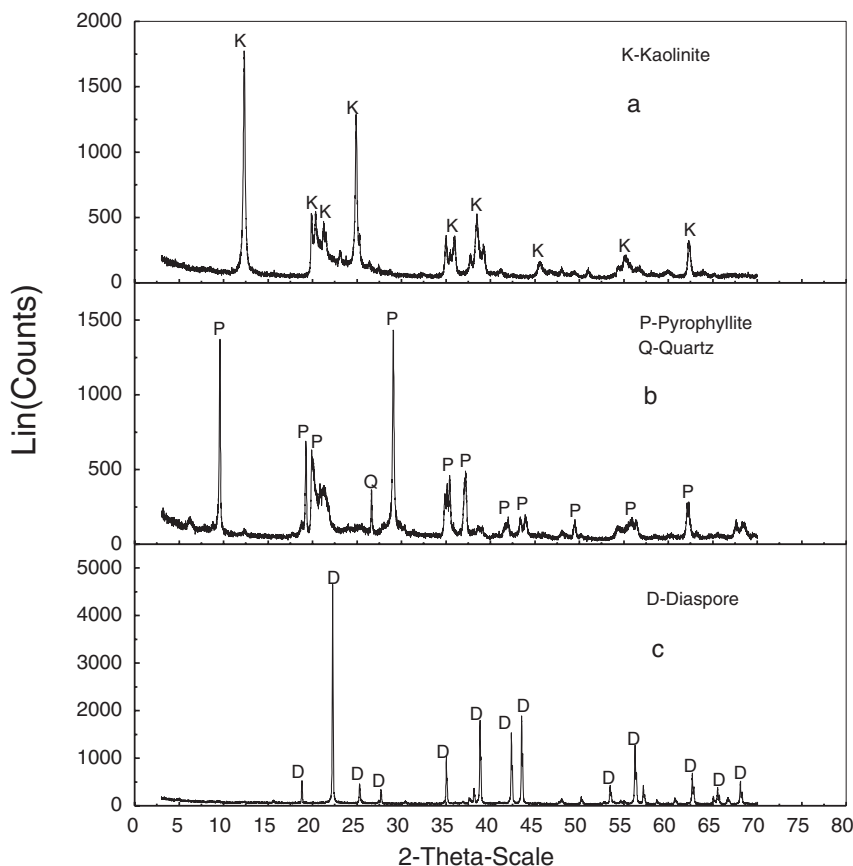 2000
1500
1000
500
0
K
K
K
K
K
K
K
K
K
K-Kaolinite
a
1500
1000
500
0
P
P
P
Q
P
P
P
P
P
P
P
P
P-Pyrophyllite
Q-Quartz
b
5000
4000
3000
2000
1000
0
D
D
D
D
D
D
D
D
D
D
D
D
D
D-Diaspore
c
Lin(Counts)
0 5 10 15 20 25 30 35 40 45 50 55 60 65 70 80
2-Theta-Scale